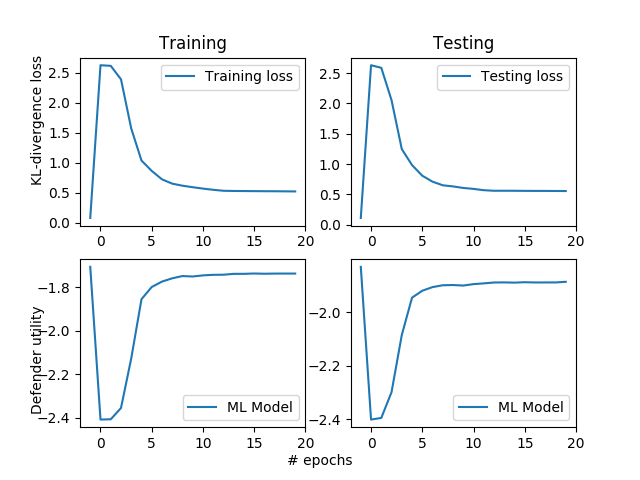 Training
Testing
KL-divergence loss
2.5
2.0
1.5
1.0
0.5
0.0
Training loss
0 5 10 15 20
2.5
2.0
1.5
1.0
0.5
0.0
Testing loss
0 5 10 15 20
Defender utility
−1.8
−2.0
−2.2
−2.4
ML Model
0 5 10 15 20
−2.0
−2.2
−2.4
ML Model
0 5 10 15 20
# epochs